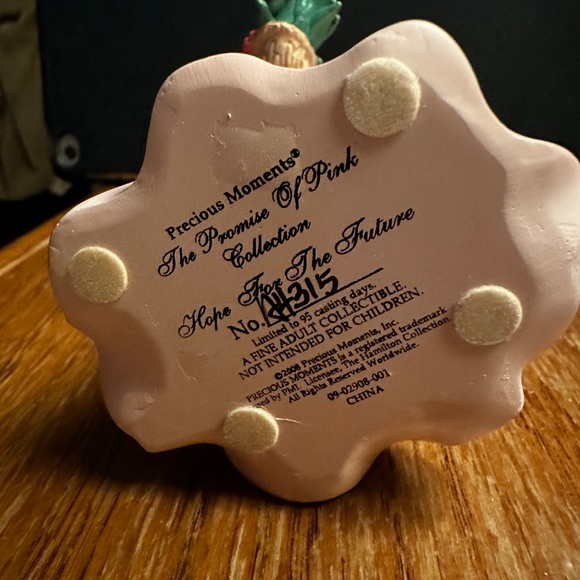 Precious Moments®
The Promise Of Pink
Collection
Hope For The Future
No. 315
Limited to 95 casting days.
A FINE ADULT COLLECTIBLE.
NOT INTENDED FOR CHILDREN.
©2008 Precious Moments, Inc.
PRECIOUS MOMENTS is a registered trademark
used by PMI. Licensee, The Hamilton Collection.
All Rights Reserved Worldwide.
09-02908-001
CHINA